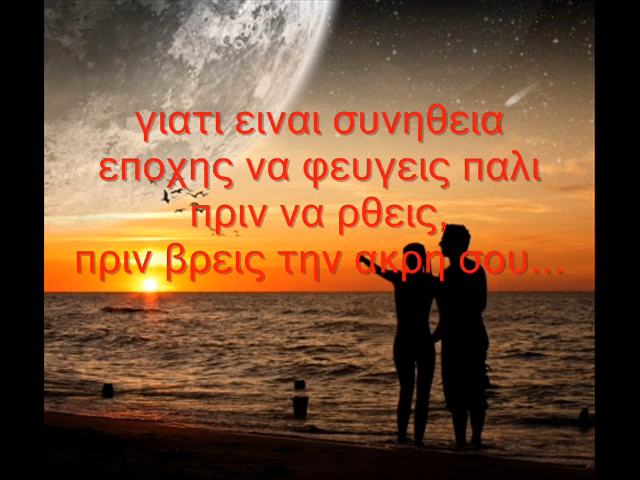 γιατι ειναι συνηθεια
εποχης να φευγεις παλι
πριν να ρθεις,
πριν βρεις την ακρη σου...